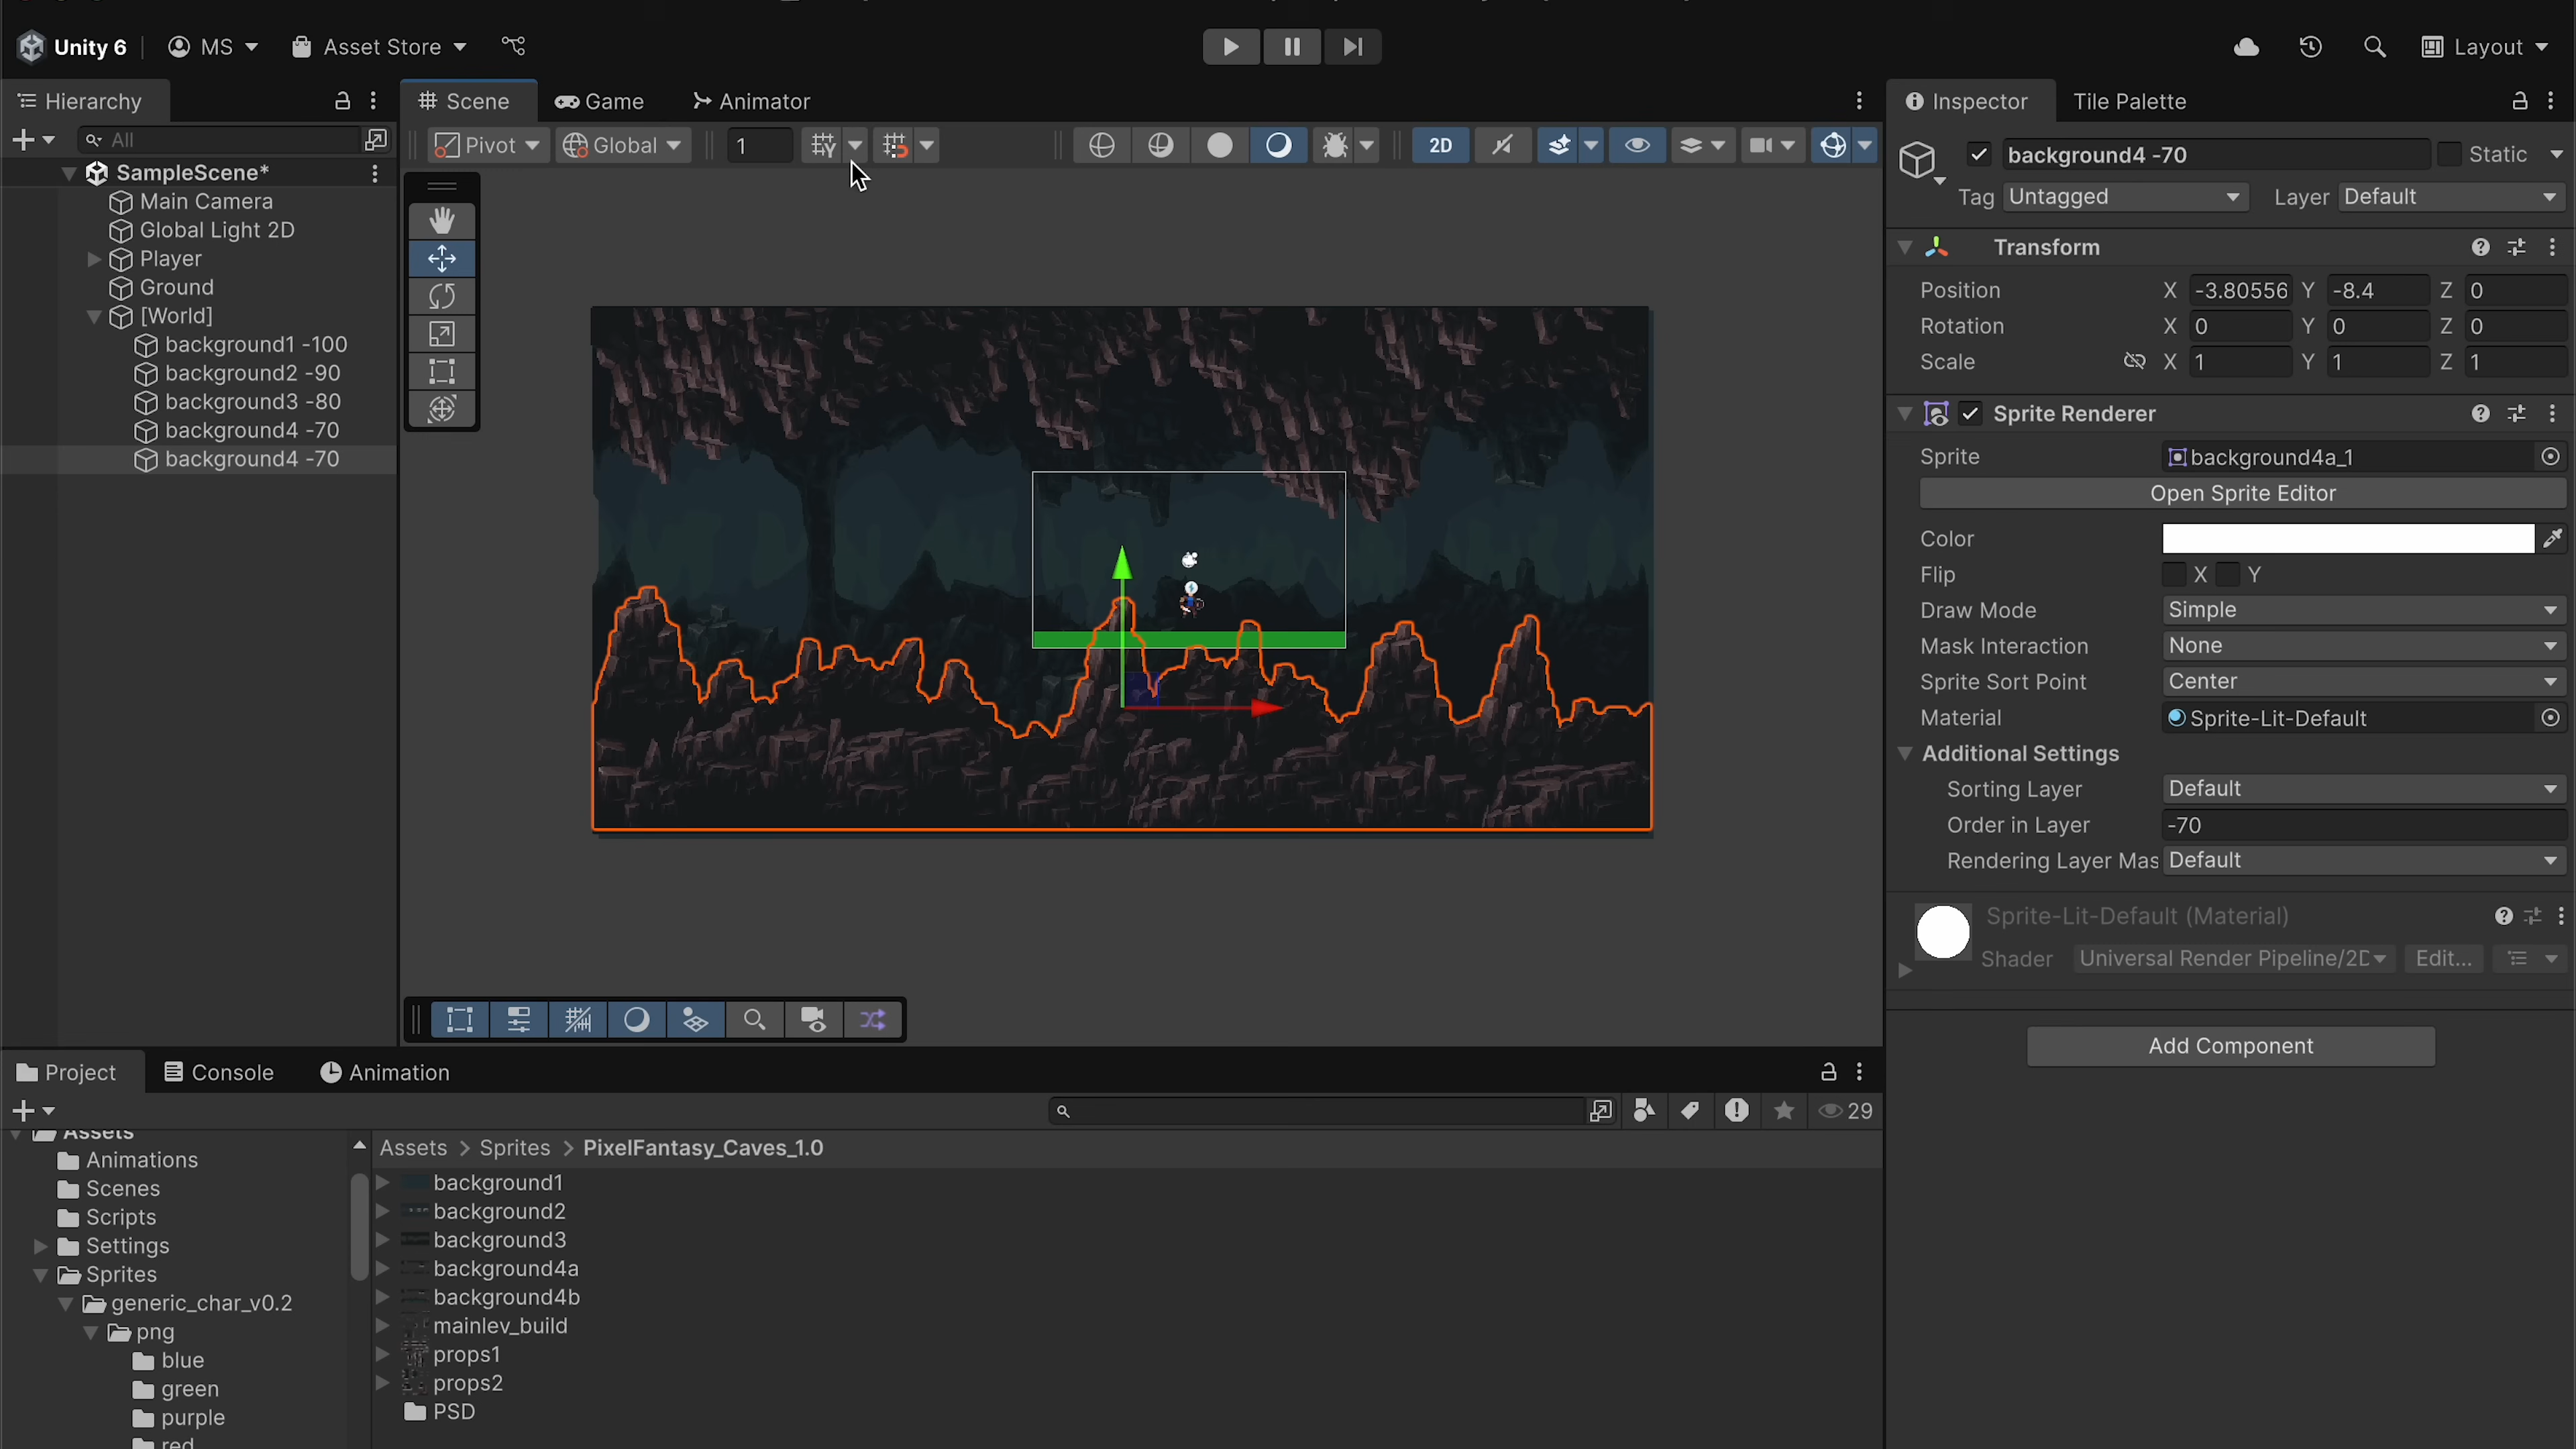 Unity 6 MS Asset Store Layout
Hierarchy
All
SampleScene*
Main Camera
Global Light 2D
Player
Ground
[World]
background1 -100
background2 -90
background3 -80
background4 -70
background4 -70
Scene Game Animator
Pivot Global 1 2D
Inspector Tile Palette
background4 -70 Static
Tag Untagged Layer Default
Transform
Position X -3.80556 Y -8.4 Z 0
Rotation X 0 Y 0 Z 0
Scale X 1 Y 1 Z 1
Sprite Renderer
Sprite background4a_1
Open Sprite Editor
Color
Flip X Y
Draw Mode Simple
Mask Interaction None
Sprite Sort Point Center
Material Sprite-Lit-Default
Additional Settings
Sorting Layer Default
Order in Layer -70
Rendering Layer Mas Default
Sprite-Lit-Default (Material)
Shader Universal Render Pipeline/2D Edit...
Add Component
Project Console Animation
29
Assets
Animations
Scenes
Scripts
Settings
Sprites
generic_char_v0.2
png
blue
green
purple
red
Assets > Sprites > PixelFantasy_Caves_1.0
background1
background2
background3
background4a
background4b
mainlev_build
props1
props2
PSD